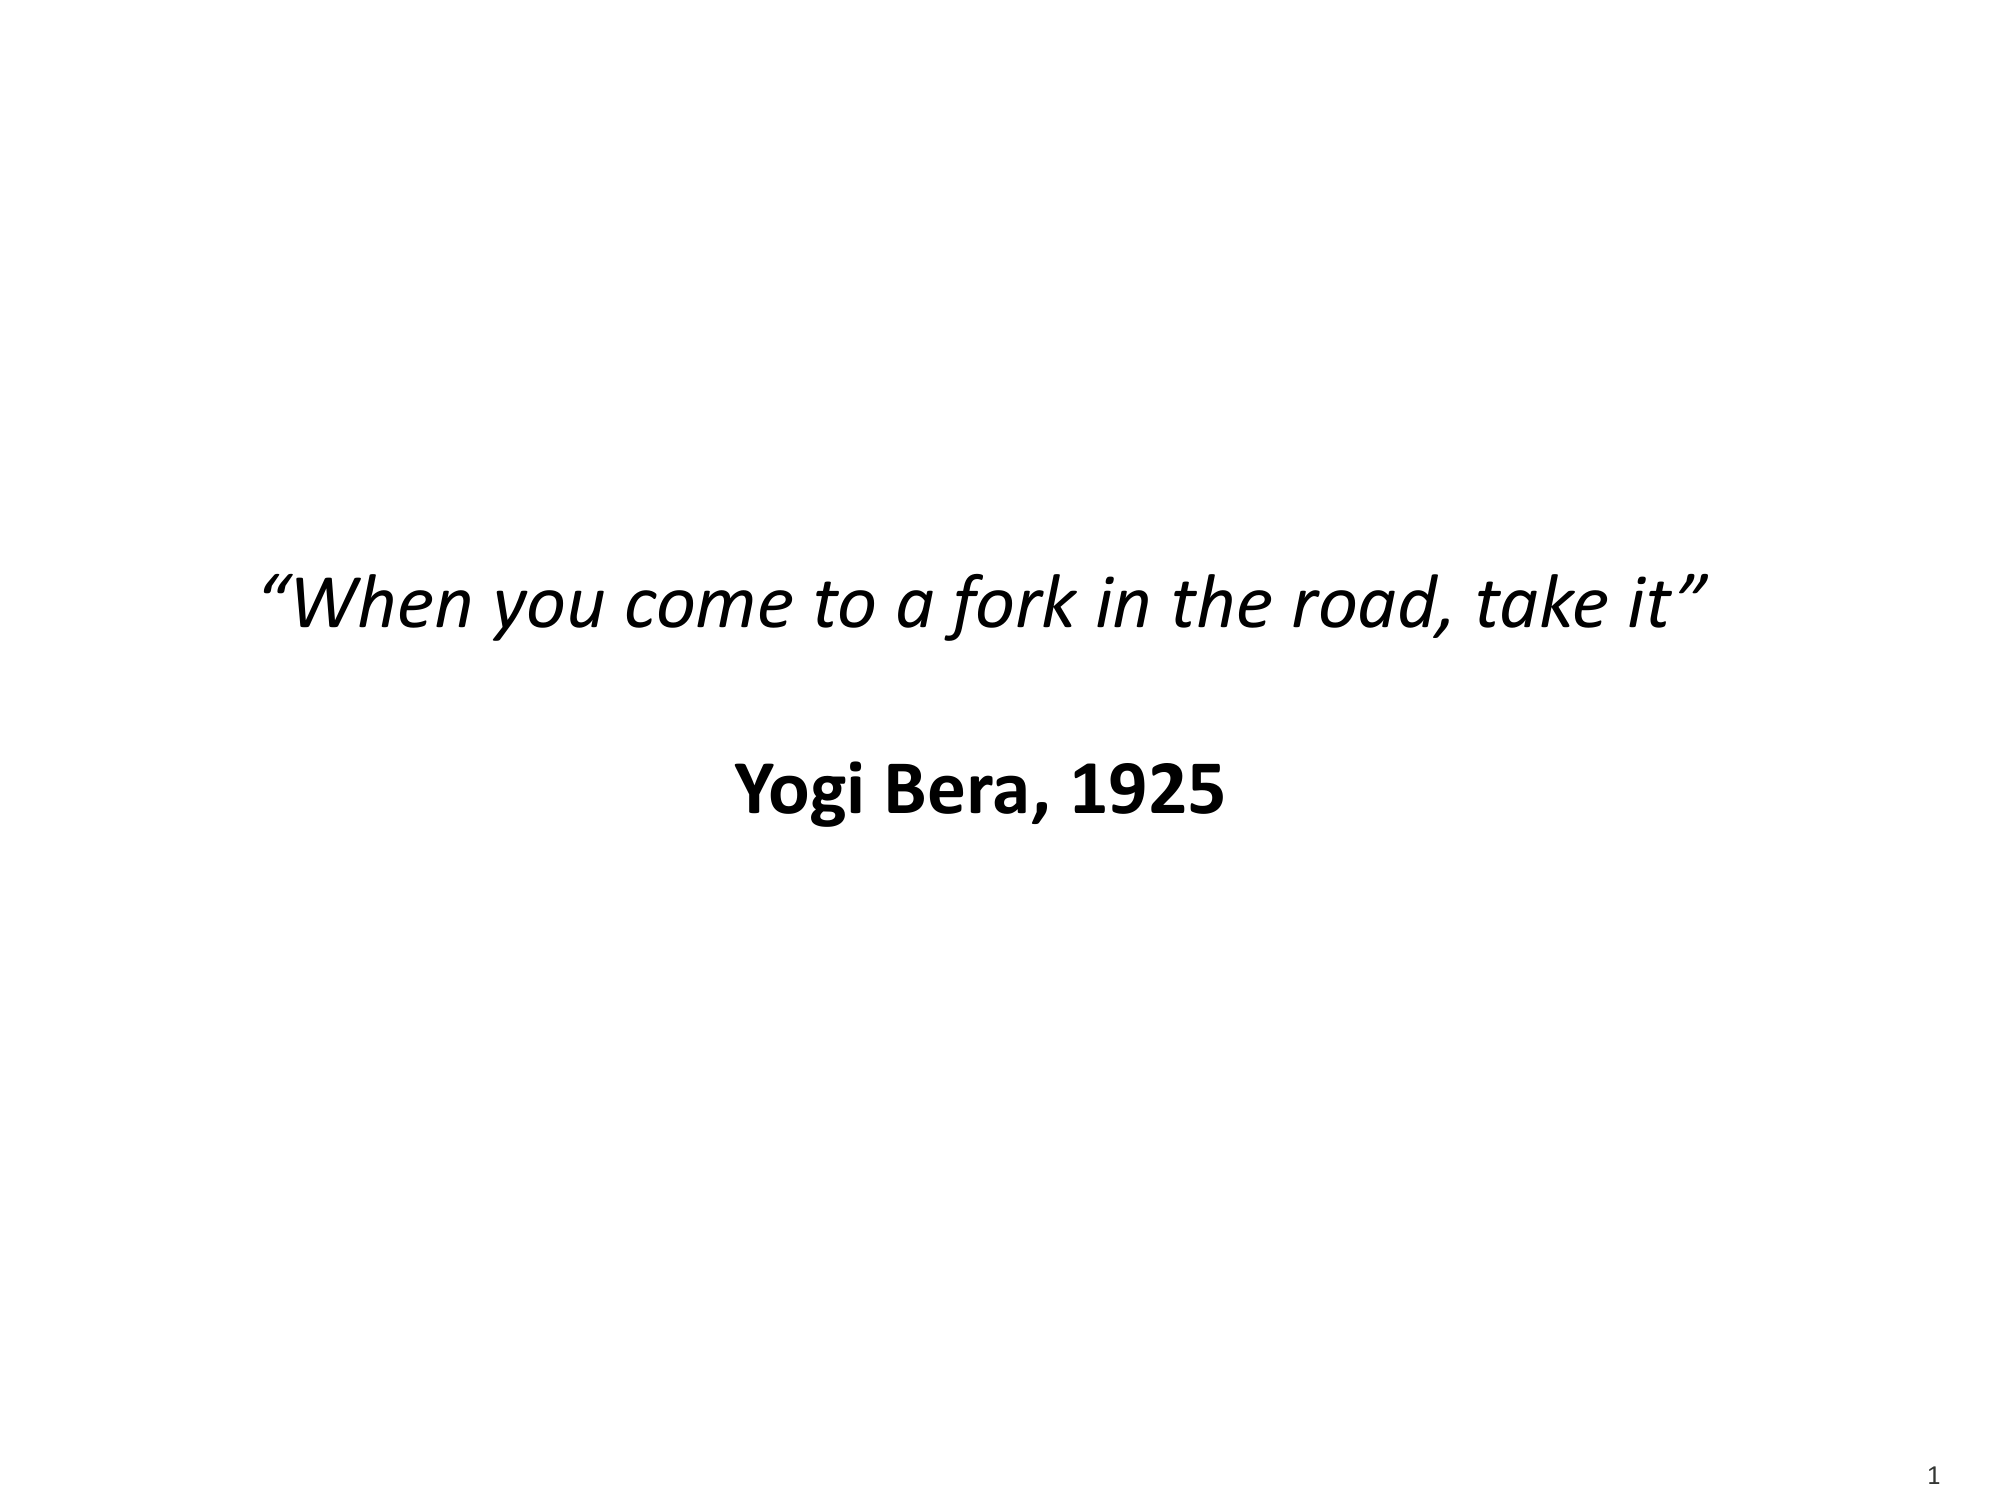 “When you come to a fork in the road, take it”
Yogi Bera, 1925
1